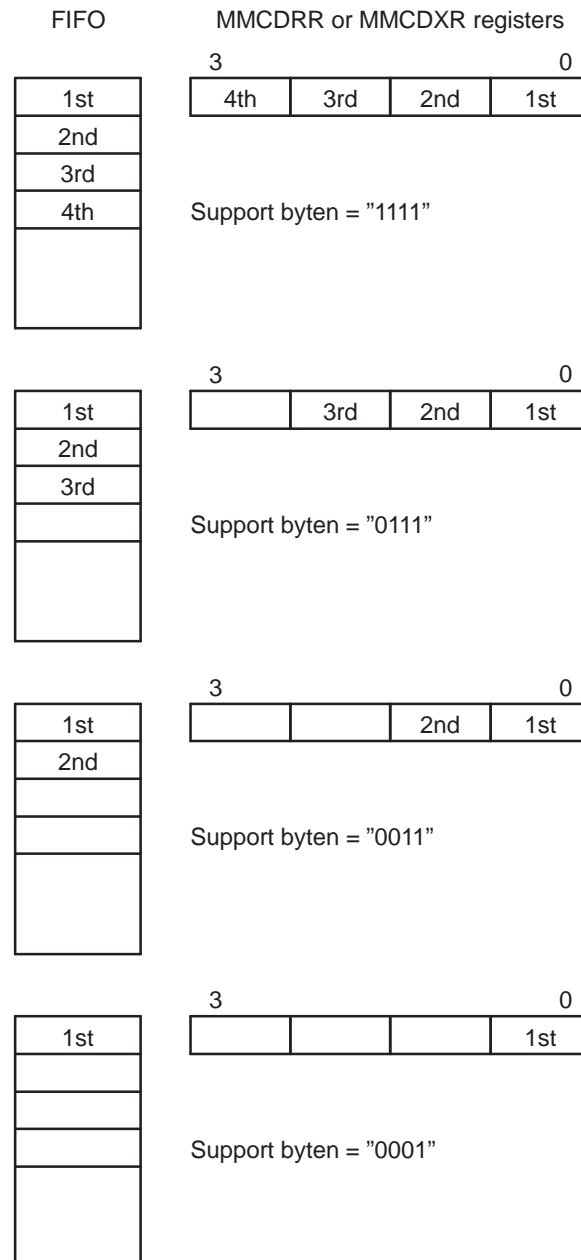 FIFO MMCDRR or MMCDXR registers
3 0
1st 4th 3rd 2nd 1st
2nd
3rd
4th Support byten = ”1111”
3 0
1st 3rd 2nd 1st
2nd
3rd
Support byten = ”0111”
3 0
1st 2nd 1st
2nd
Support byten = ”0011”
3 0
1st 1st
Support byten = ”0001”